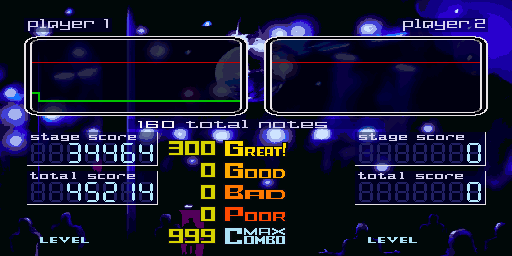 player 1
player 2
160 total notes
stage score
34464
total score
45214
300 GREAT!
0 GOOD
0 BAD
0 POOR
999 MAX COMBO
stage score
0
total score
0
LEVEL
LEVEL